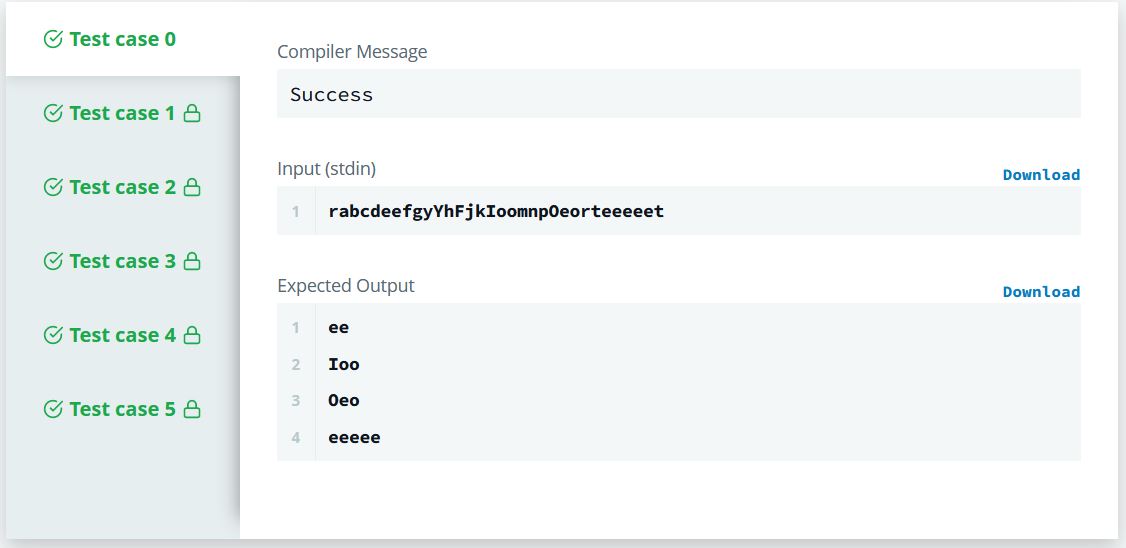 Test case 0
Test case 1
Test case 2
Test case 3
Test case 4
Test case 5
Compiler Message
Success
Input (stdin)
Download
1 rabcdeefgyYhFjkIoomnpOeorteeeeet
Expected Output
Download
1 ee
2 Ioo
3 Oeo
4 eeeee